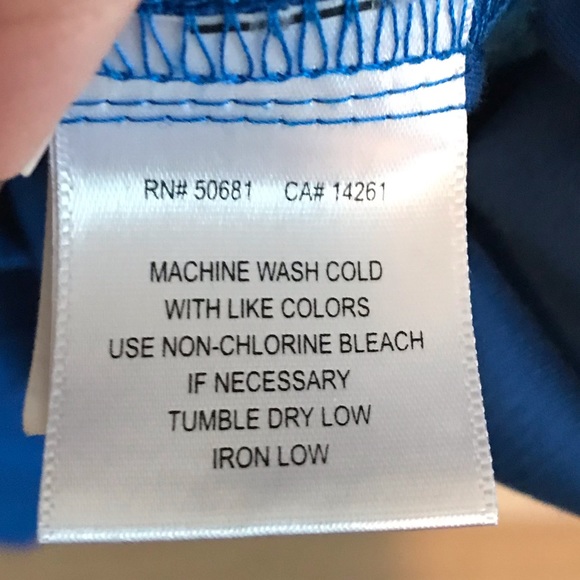 RN# 50681 CA# 14261
MACHINE WASH COLD
WITH LIKE COLORS
USE NON-CHLORINE BLEACH
IF NECESSARY
TUMBLE DRY LOW
IRON LOW